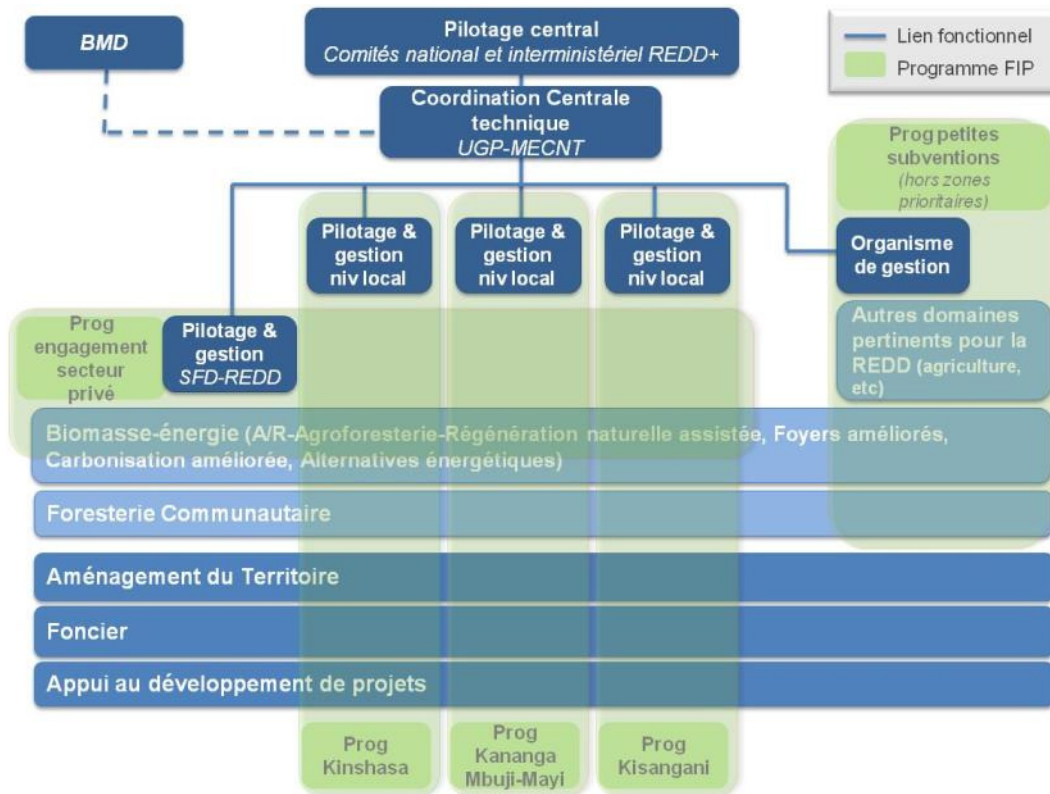 BMD
Pilotage central
Comités national et interministériel REDD+
Lien fonctionnel
Programme FIP
Coordination Centrale
technique
UGP-MECNT
Prog petites
subventions
(hors zones
prioritaires)
Pilotage &
gestion
niv local
Pilotage &
gestion
niv local
Pilotage &
gestion
niv local
Organisme
de gestion
Prog
engagement
secteur
privé
Pilotage &
gestion
SFD-REDD
Autres domaines
pertinents pour la
REDD (agriculture,
etc)
Biomasse-énergie (A/R-Agroforesterie-Régénération naturelle assistée, Foyers améliorés,
Carbonisation améliorée, Alternatives énergétiques)
Foresterie Communautaire
Aménagement du Territoire
Foncier
Appui au développement de projets
Prog
Kinshasa
Prog
Kananga
Mbuji-Mayi
Prog
Kisangani